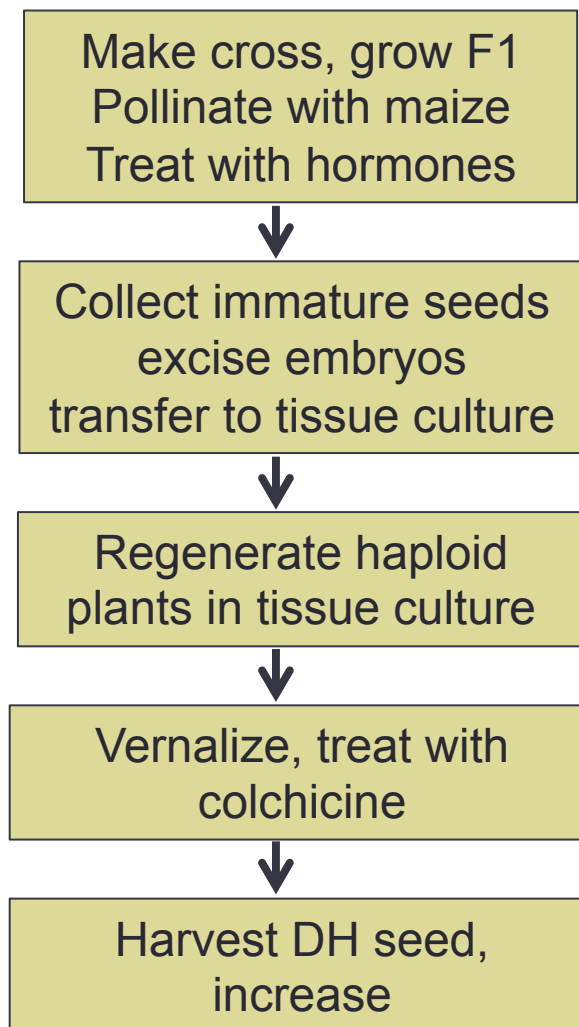 Make cross, grow F1
Pollinate with maize
Treat with hormones
Collect immature seeds
excise embryos
transfer to tissue culture
Regenerate haploid
plants in tissue culture
Vernalize, treat with
colchicine
Harvest DH seed,
increase